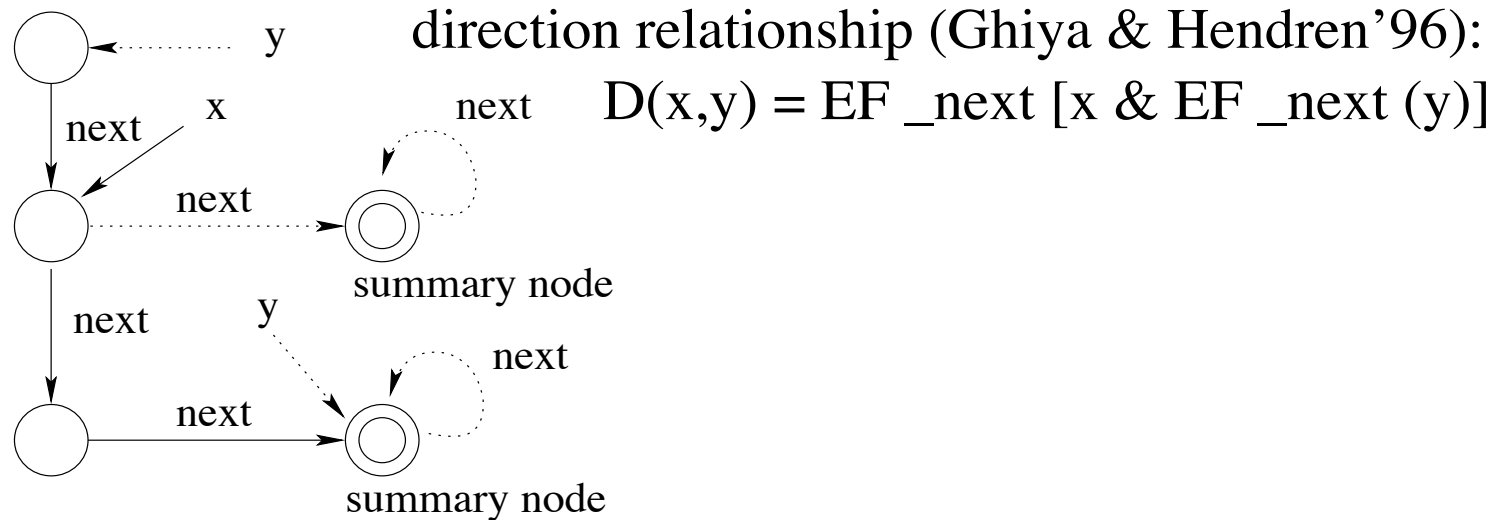 y
direction relationship (Ghiya & Hendren'96):
D(x,y) = EF _next [x & EF _next (y)]
next
x
next
next
summary node
next
y
next
next
summary node